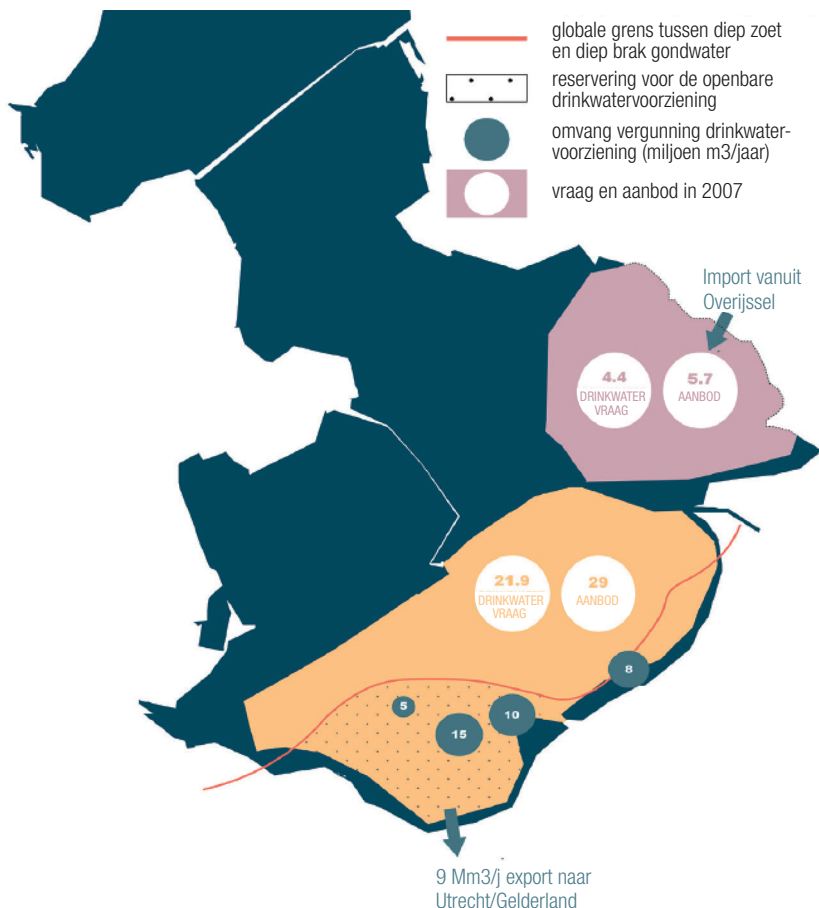 globale grens tussen diep zoet
en diep brak gondwater
reservering voor de openbare
drinkwatervoorziening
omvang vergunning drinkwater-
voorziening (miljoen m3/jaar)
vraag en aanbod in 2007
Import vanuit
Overijssel
4.4
DRINKWATER
VRAAG
5.7
AANBOD
21.9
DRINKWATER
VRAAG
29
AANBOD
8
5
10
15
9 Mm3/j export naar
Utrecht/Gelderland